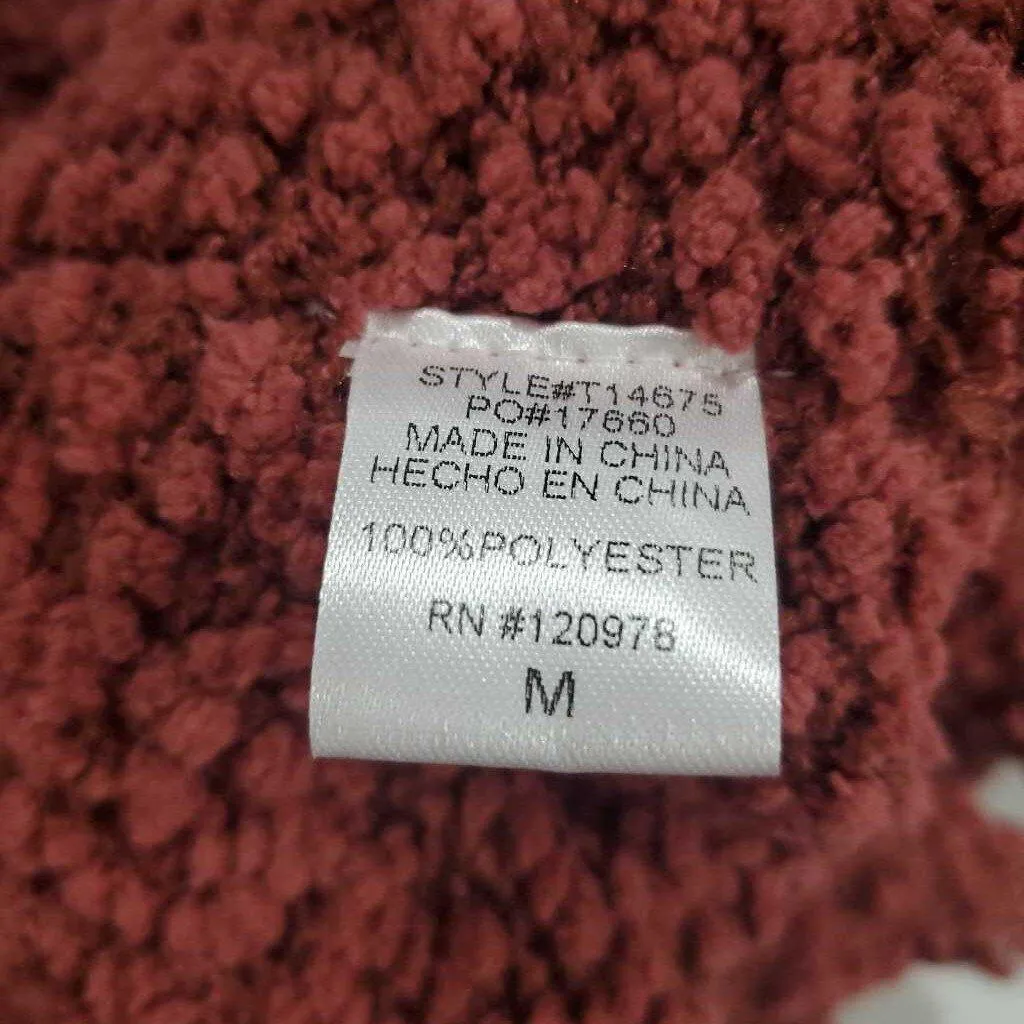 STYLE#T14675
PO#17660
MADE IN CHINA
HECHO EN CHINA
100%POLYESTER
RN #120978
M